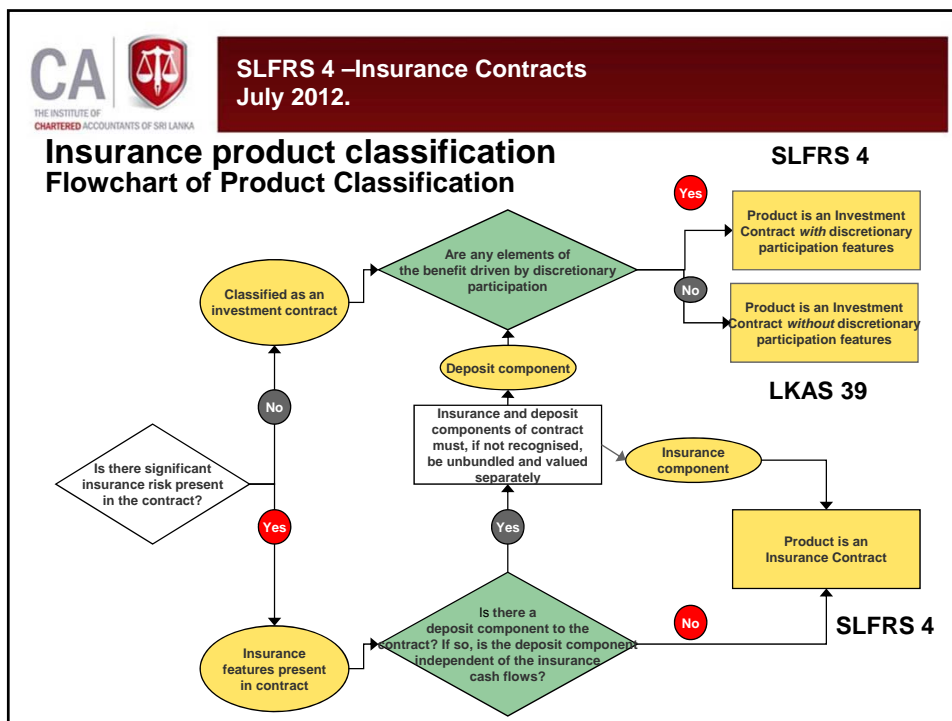 CA
THE INSTITUTE OF
CHARTERED ACCOUNTANTS OF SRI LANKA
SLFRS 4 –Insurance Contracts
July 2012.
Insurance product classification
Flowchart of Product Classification
SLFRS 4
Yes
Product is an Investment
Contract with discretionary
participation features
Are any elements of
the benefit driven by discretionary
participation
Classified as an
investment contract
No
Product is an Investment
Contract without discretionary
participation features
Deposit component
LKAS 39
No
Insurance and deposit
components of contract
must, if not recognised,
be unbundled and valued
separately
Insurance
component
Is there significant
insurance risk present
in the contract?
Yes
Yes
Product is an
Insurance Contract
Is there a
deposit component to the
contract? If so, is the deposit component
independent of the insurance
cash flows?
No
SLFRS 4
Insurance
features present
in contract